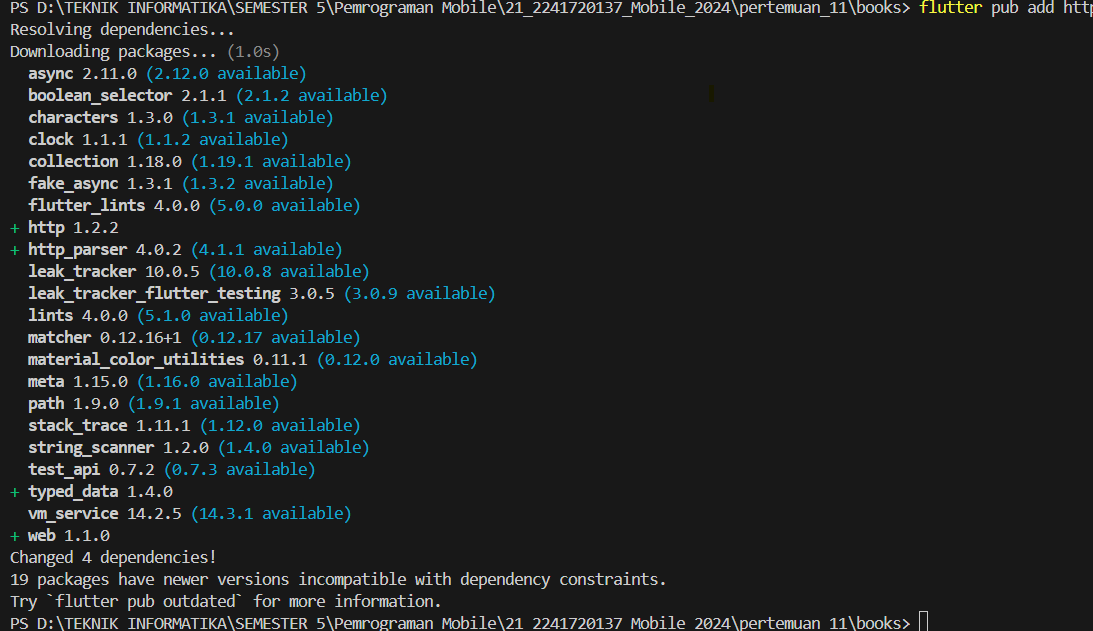 PS D:\TEKNIK INFORMATIKA\SEMESTER 5\Pemrograman Mobile\21_2241720137_Mobile_2024\pertemuan_11\books> flutter pub add http
Resolving dependencies...
Downloading packages... (1.0s)
  async 2.11.0 (2.12.0 available)
  boolean_selector 2.1.1 (2.1.2 available)
  characters 1.3.0 (1.3.1 available)
  clock 1.1.1 (1.1.2 available)
  collection 1.18.0 (1.19.1 available)
  fake_async 1.3.1 (1.3.2 available)
  flutter_lints 4.0.0 (5.0.0 available)
+ http 1.2.2
+ http_parser 4.0.2 (4.1.1 available)
  leak_tracker 10.0.5 (10.0.8 available)
  leak_tracker_flutter_testing 3.0.5 (3.0.9 available)
  lints 4.0.0 (5.1.0 available)
  matcher 0.12.16+1 (0.12.17 available)
  material_color_utilities 0.11.1 (0.12.0 available)
  meta 1.15.0 (1.16.0 available)
  path 1.9.0 (1.9.1 available)
  stack_trace 1.11.1 (1.12.0 available)
  string_scanner 1.2.0 (1.4.0 available)
  test_api 0.7.2 (0.7.3 available)
+ typed_data 1.4.0
  vm_service 14.2.5 (14.3.1 available)
+ web 1.1.0
Changed 4 dependencies!
19 packages have newer versions incompatible with dependency constraints.
Try `flutter pub outdated` for more information.
PS D:\TEKNIK INFORMATIKA\SEMESTER 5\Pemrograman Mobile\21_2241720137_Mobile_2024\pertemuan_11\books>